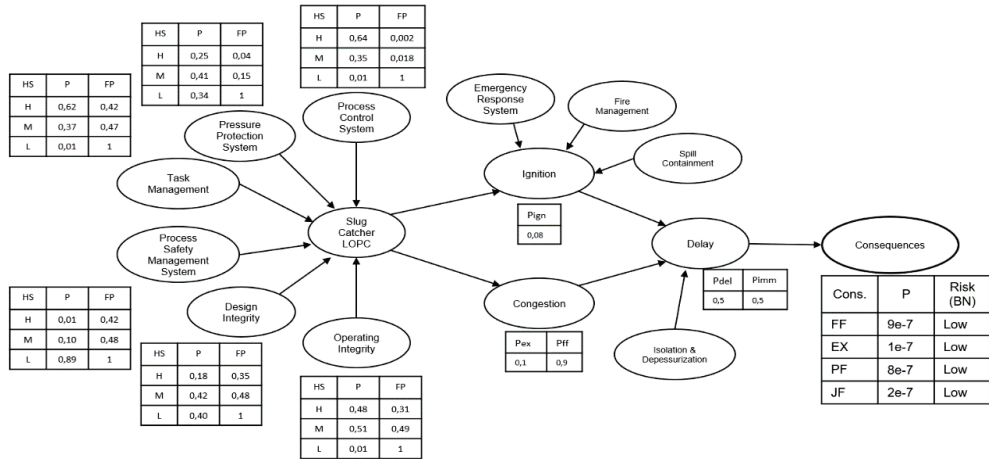 HS P FP
H 0,64 0,002
M 0,35 0,018
L 0,01 1
HS P FP
H 0,25 0,04
M 0,41 0,15
L 0,34 1
HS P FP
H 0,62 0,42
M 0,37 0,47
L 0,01 1
Process
Control
System
Pressure
Protection
System
Task
Management
Process
Safety
Management
System
Design
Integrity
Operating
Integrity
Slug
Catcher
LOPC
HS P FP
H 0,01 0,42
M 0,10 0,48
L 0,89 1
HS P FP
H 0,18 0,35
M 0,42 0,48
L 0,40 1
HS P FP
H 0,48 0,31
M 0,51 0,49
L 0,01 1
Emergency
Response
System
Fire
Management
Spill
Containment
Ignition
Pign
0,08
Congestion
Pex Pff
0,1 0,9
Delay
Pdel Pimm
0,5 0,5
Isolation &
Depessurization
Consequences
Cons. P Risk
(BN)
FF 9e-7 Low
EX 1e-7 Low
PF 8e-7 Low
JF 2e-7 Low